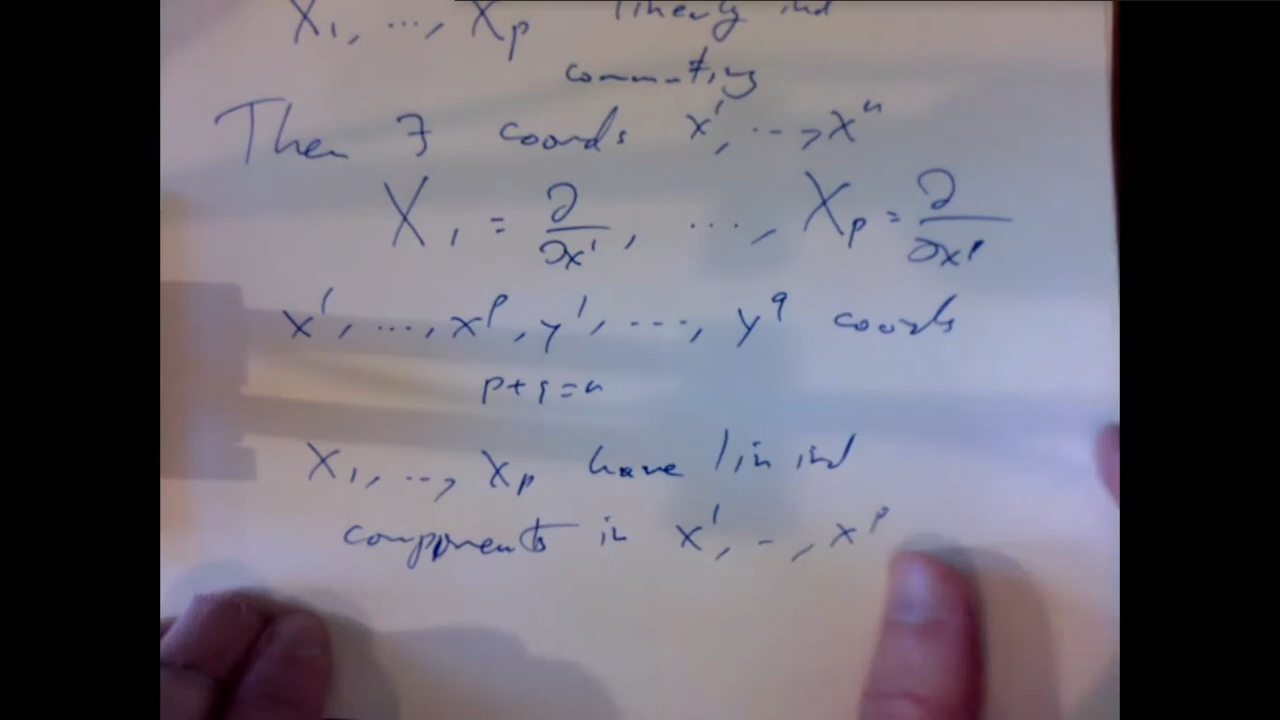 X₁, ..., Xₚ linearly ind
commuting
Then ∃ coords x¹, ..., xⁿ
X₁ = ∂/∂x¹, ..., Xₚ = ∂/∂xᵖ
x¹, ..., xᵖ, y¹, ..., y^q coords
p+q=n
X₁, .., Xₚ have lin ind
components in x¹, .., xᵖ